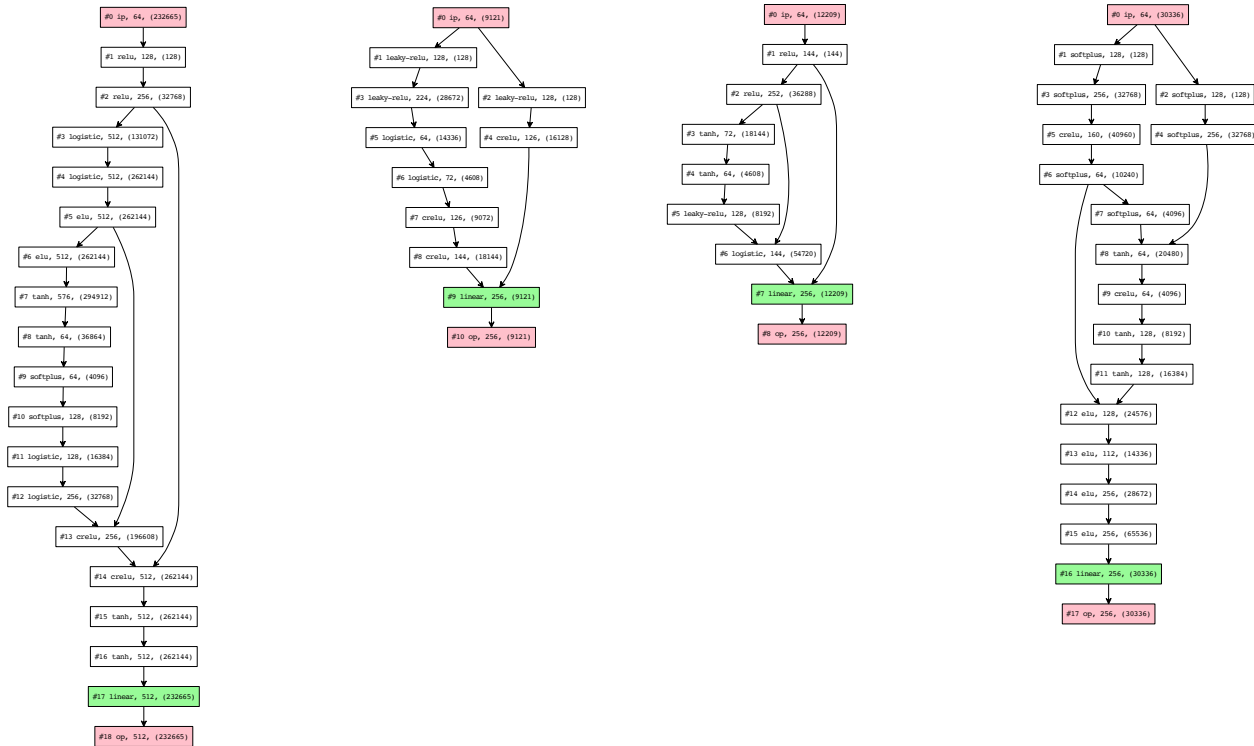 #0 ip, 64, (232665)
#1 relu, 128, (128)
#2 relu, 256, (32768)
#3 logistic, 512, (131072)
#4 logistic, 512, (262144)
#5 elu, 512, (262144)
#6 elu, 512, (262144)
#7 tanh, 576, (294912)
#8 tanh, 64, (36864)
#9 softplus, 64, (4096)
#10 softplus, 128, (8192)
#11 logistic, 128, (16384)
#12 logistic, 256, (32768)
#13 crelu, 256, (196608)
#14 crelu, 512, (262144)
#15 tanh, 512, (262144)
#16 tanh, 512, (262144)
#17 linear, 512, (232665)
#18 op, 512, (232665)
#0 ip, 64, (9121)
#1 leaky-relu, 128, (128)
#3 leaky-relu, 224, (28672)
#2 leaky-relu, 128, (128)
#5 logistic, 64, (14336)
#4 crelu, 126, (16128)
#6 logistic, 72, (4608)
#7 crelu, 126, (9072)
#8 crelu, 144, (18144)
#9 linear, 256, (9121)
#10 op, 256, (9121)
#0 ip, 64, (12209)
#1 relu, 144, (144)
#2 relu, 252, (36288)
#3 tanh, 72, (18144)
#4 tanh, 64, (4608)
#5 leaky-relu, 128, (8192)
#6 logistic, 144, (54720)
#7 linear, 256, (12209)
#8 op, 256, (12209)
#0 ip, 64, (30336)
#1 softplus, 128, (128)
#3 softplus, 256, (32768)
#2 softplus, 128, (128)
#5 crelu, 160, (40960)
#4 softplus, 256, (32768)
#6 softplus, 64, (10240)
#7 softplus, 64, (4096)
#8 tanh, 64, (20480)
#9 crelu, 64, (4096)
#10 tanh, 128, (8192)
#11 tanh, 128, (16384)
#12 elu, 128, (24576)
#13 elu, 112, (14336)
#14 elu, 256, (28672)
#15 elu, 256, (65536)
#16 linear, 256, (30336)
#17 op, 256, (30336)